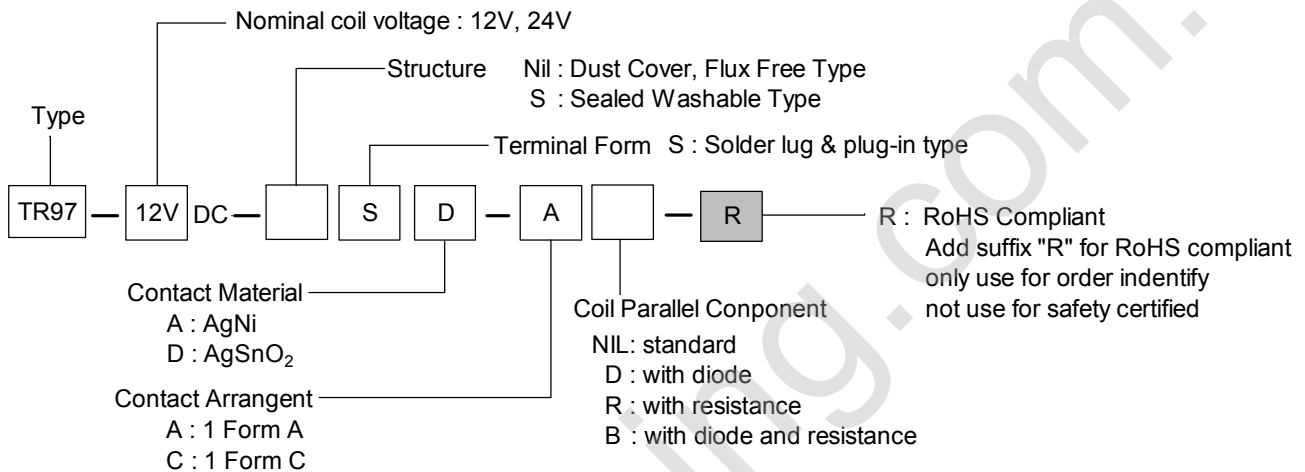 Nominal coil voltage : 12V, 24V
Structure Nil : Dust Cover, Flux Free Type
S : Sealed Washable Type
Type
Terminal Form S : Solder lug & plug-in type
TR97 — 12V DC — S D — A — R
R : RoHS Compliant
Add suffix "R" for RoHS compliant
only use for order indentify
not use for safety certified
Contact Material
A : AgNi
D : AgSnO₂
Coil Parallel Conponent
NIL: standard
D : with diode
R : with resistance
B : with diode and resistance
Contact Arrangent
A : 1 Form A
C : 1 Form C
ing.com.